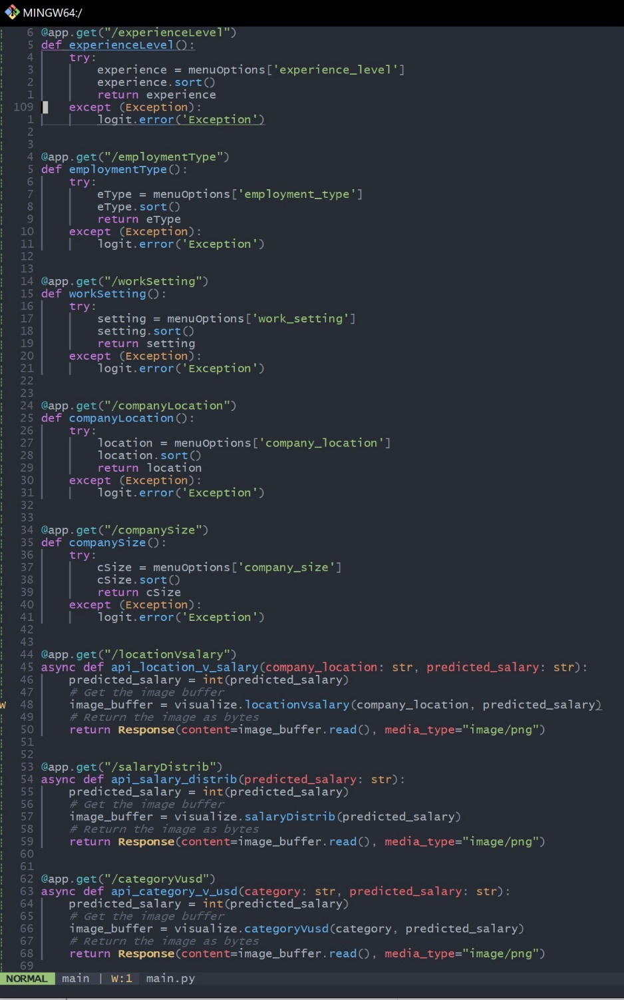 MINGW64:/
6 @app.get("/experienceLevel")
5 def experienceLevel():
4     try:
3         experience = menuOptions['experience_level']
2         experience.sort()
1         return experience
109     except (Exception):
1         logit.error('Exception')
2
3
4 @app.get("/employmentType")
5 def employmentType():
6     try:
7         eType = menuOptions['employment_type']
8         eType.sort()
9         return eType
10     except (Exception):
11         logit.error('Exception')
12
13
14 @app.get("/workSetting")
15 def workSetting():
16     try:
17         setting = menuOptions['work_setting']
18         setting.sort()
19         return setting
20     except (Exception):
21         logit.error('Exception')
22
23
24 @app.get("/companyLocation")
25 def companyLocation():
26     try:
27         location = menuOptions['company_location']
28         location.sort()
29         return location
30     except (Exception):
31         logit.error('Exception')
32
33
34 @app.get("/companySize")
35 def companySize():
36     try:
37         cSize = menuOptions['company_size']
38         cSize.sort()
39         return cSize
40     except (Exception):
41         logit.error('Exception')
42
43
44 @app.get("/locationVsalary")
45 async def api_location_v_salary(company_location: str, predicted_salary: str):
46     predicted_salary = int(predicted_salary)
47     # Get the image buffer
W 48     image_buffer = visualize.locationVsalary(company_location, predicted_salary)
49     # Return the image as bytes
50     return Response(content=image_buffer.read(), media_type="image/png")
51
52
53 @app.get("/salaryDistrib")
54 async def api_salary_distrib(predicted_salary: str):
55     predicted_salary = int(predicted_salary)
56     # Get the image buffer
57     image_buffer = visualize.salaryDistrib(predicted_salary)
58     # Return the image as bytes
59     return Response(content=image_buffer.read(), media_type="image/png")
60
61
62 @app.get("/categoryVusd")
63 async def api_category_v_usd(category: str, predicted_salary: str):
64     predicted_salary = int(predicted_salary)
65     # Get the image buffer
66     image_buffer = visualize.categoryVusd(category, predicted_salary)
67     # Return the image as bytes
68     return Response(content=image_buffer.read(), media_type="image/png")
69
NORMAL main | W:1 main.py